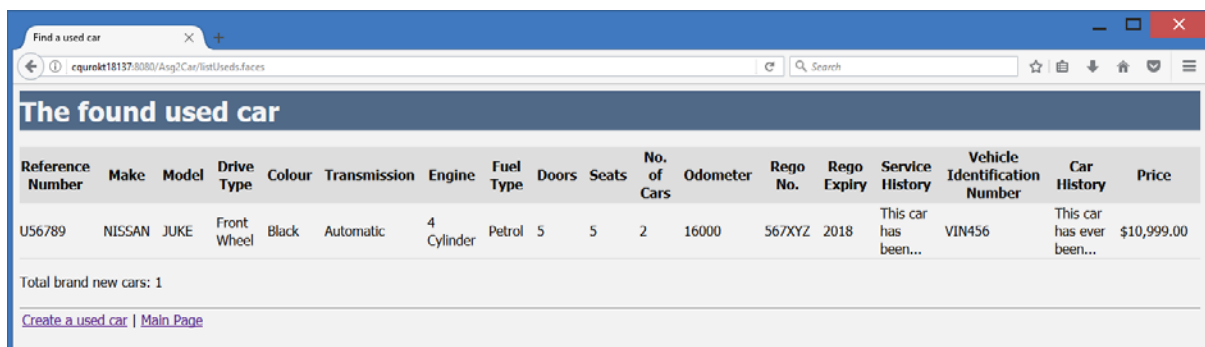 Find a used car
cqurokt18137:8080/Asg2Car/listUseds.faces
Search
The found used car
Reference Number Make Model Drive Type Colour Transmission Engine Fuel Type Doors Seats No. of Cars Odometer Rego No. Rego Expiry Service History Vehicle Identification Number Car History Price
U56789 NISSAN JUKE Front Wheel Black Automatic 4 Cylinder Petrol 5 5 2 16000 567XYZ 2018 This car has been... VIN456 This car has ever been... $10,999.00
Total brand new cars: 1
Create a used car | Main Page